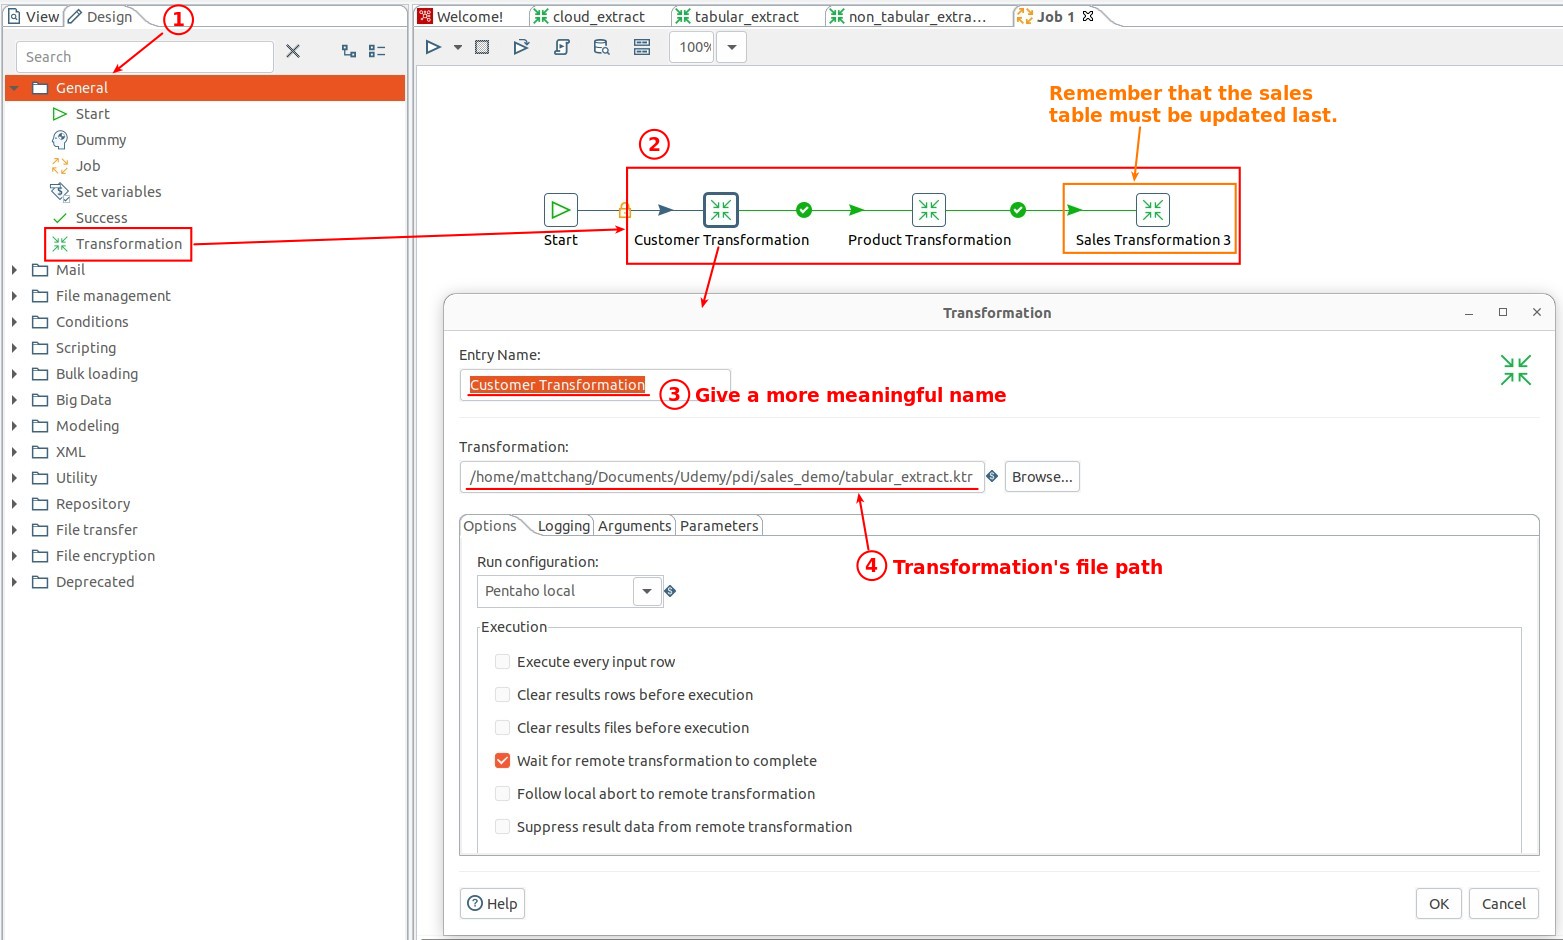 View
Design
1
Welcome!
cloud_extract
tabular_extract
non_tabular_extra...
Job 1
Search
100%
General
Start
Dummy
Job
Set variables
Success
Transformation
Mail
File management
Conditions
Scripting
Bulk loading
Big Data
Modeling
XML
Utility
Repository
File transfer
File encryption
Deprecated
Remember that the sales
table must be updated last.
2
Start
Customer Transformation
Product Transformation
Sales Transformation 3
Transformation
Entry Name:
Customer Transformation
3 Give a more meaningful name
Transformation:
/home/mattchang/Documents/Udemy/pdi/sales_demo/tabular_extract.ktr
Browse...
Options
Logging
Arguments
Parameters
4 Transformation's file path
Run configuration:
Pentaho local
Execution
Execute every input row
Clear results rows before execution
Clear results files before execution
Wait for remote transformation to complete
Follow local abort to remote transformation
Suppress result data from remote transformation
Help
OK
Cancel